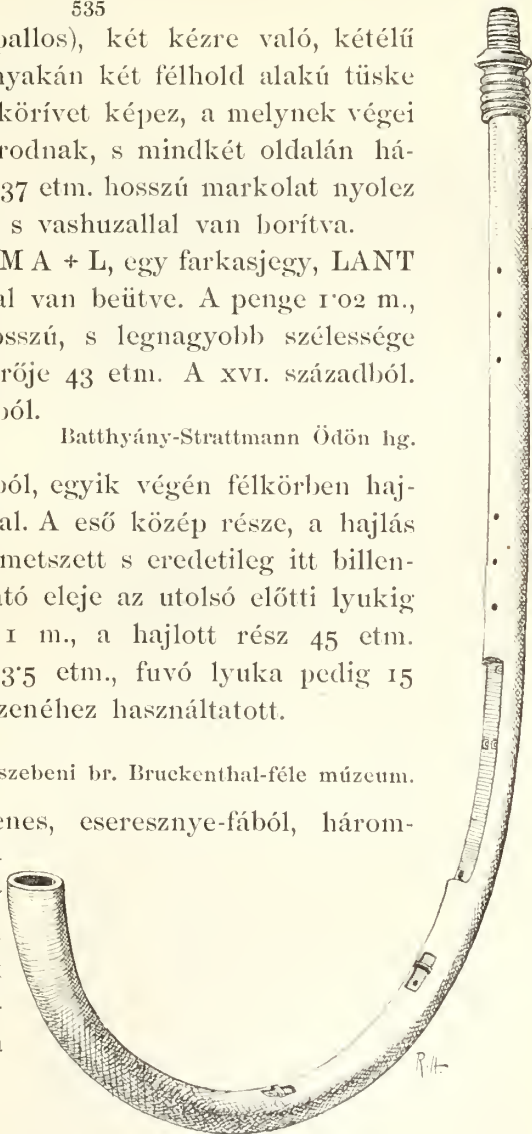 535
ballos), két kézre való, kétélű
nyakán két félhold alakú tüske
körívet képez, a melynek végei
rodnak, s mindkét oldalán há-
37 etm. hosszú markolat nyolcz
s vashuzallal van borítva.
M A + L, egy farkasjegy, LANT
al van beütve. A penge 1·02 m.,
osszú, s legnagyobb szélessége
rője 43 etm. A XVI. századból.
ból.
Batthyány-Strattmann Ödön hg.
ból, egyik végén félkörben haj-
al. A eső közép része, a hajlás
metszett s eredetileg itt billen-
tó eleje az utolsó előtti lyukig
1 m., a hajlott rész 45 etm.
3·5 etm., fuvó lyuka pedig 15
zenéhez használtatott.
szebeni br. Bruckenthal-féle múzeum.
enes, eseresznye-fából, három-
R. H.